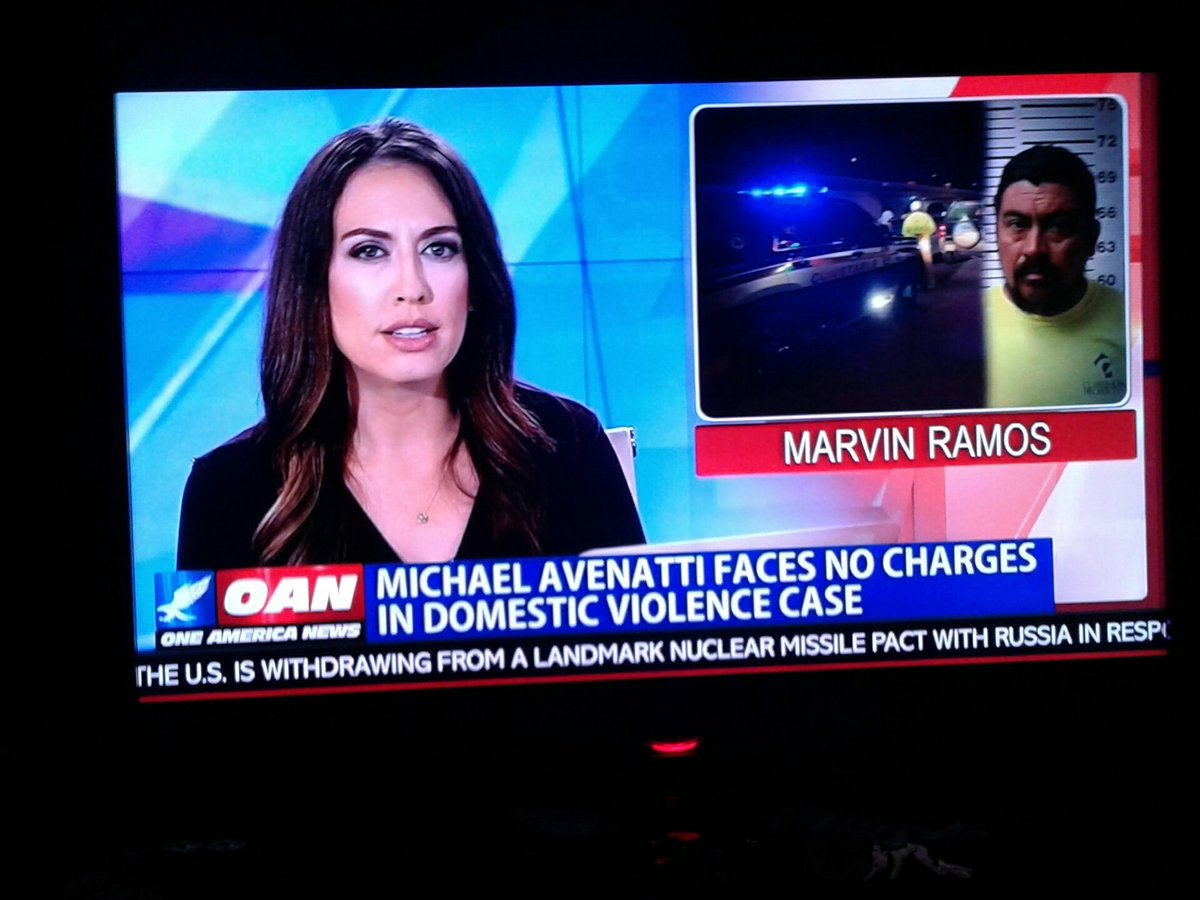 75
72
69
66
63
60
MARVIN RAMOS
OAN
ONE AMERICA NEWS
MICHAEL AVENATTI FACES NO CHARGES
IN DOMESTIC VIOLENCE CASE
THE U.S. IS WITHDRAWING FROM A LANDMARK NUCLEAR MISSILE PACT WITH RUSSIA IN